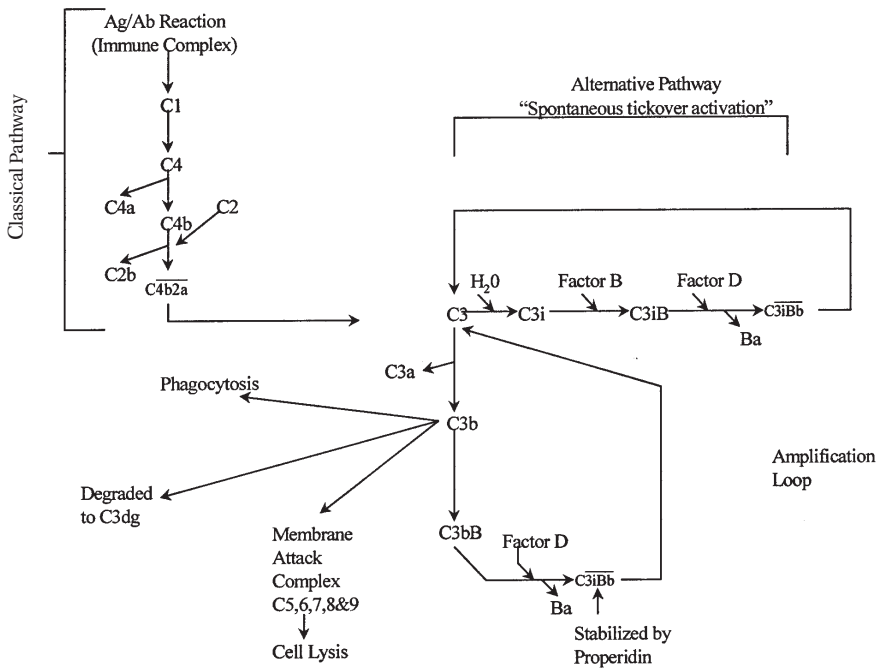 Ag/Ab Reaction
(Immune Complex)
Classical Pathway
C1
C4
C4a
C4b
C2
C2b
C4b2a
Alternative Pathway
“Spontaneous tickover activation”
H₂0
Factor B
Factor D
C3
C3i
C3iB
C3iBb
Ba
C3a
Phagocytosis
C3b
Degraded
to C3dg
Amplification
Loop
Membrane
Attack
Complex
C5,6,7,8&9
Cell Lysis
C3bB
Factor D
C3iBb
Ba
Stabilized by
Properidin